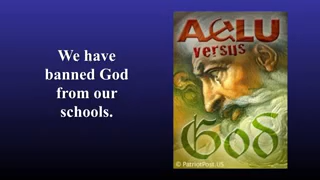 We have
banned God
from our
schools.
ACLU
versus
God
© PatriotPost.US